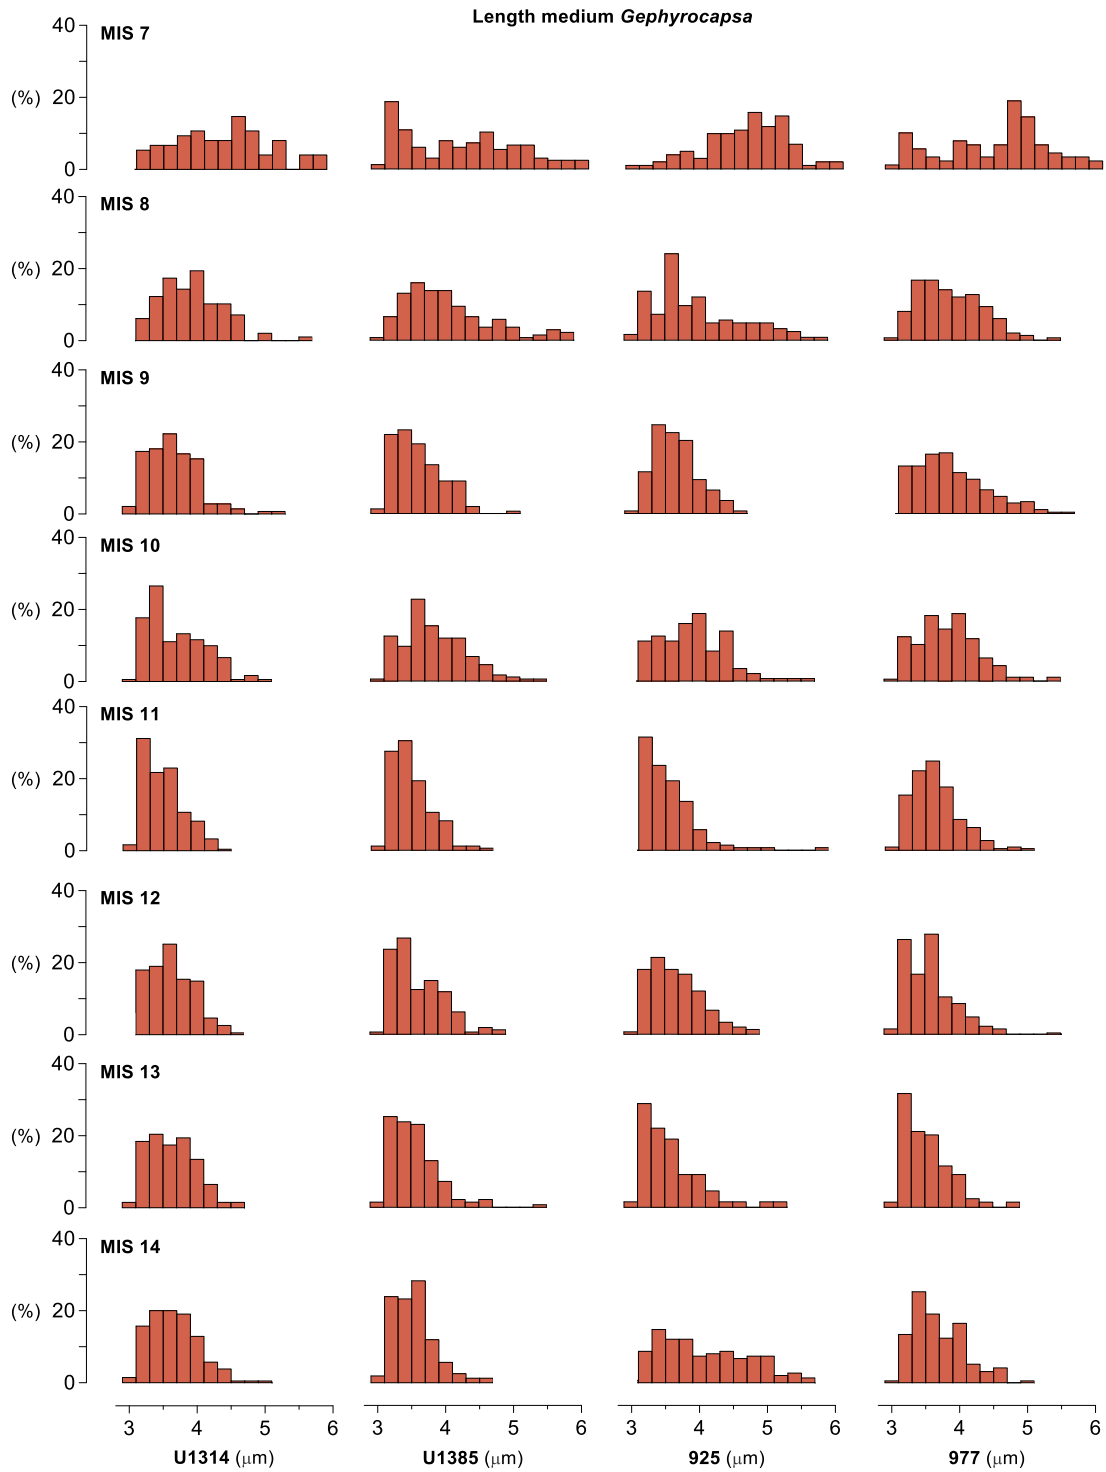 Length medium Gephyrocapsa
40
MIS 7
(%)
20
0
40
MIS 8
(%)
20
0
40
MIS 9
(%)
20
0
40
MIS 10
(%)
20
0
40
MIS 11
(%)
20
0
40
MIS 12
(%)
20
0
40
MIS 13
(%)
20
0
40
MIS 14
(%)
20
0
3 4 5 6 3 4 5 6 3 4 5 6 3 4 5 6
U1314 (μm) U1385 (μm) 925 (μm) 977 (μm)